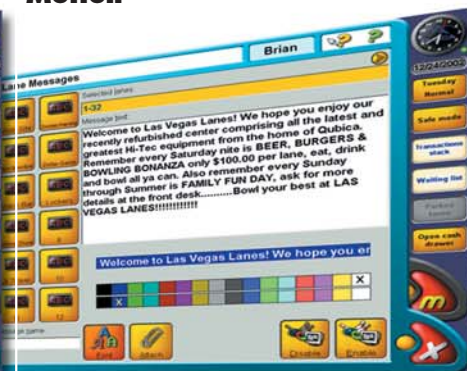 Brian
12/24/2002
Lane Messages
Selected lanes
1-32
Message text
Welcome to Las Vegas Lanes! We hope you enjoy our
recently refurbished center comprising all the latest and
greatest Hi-Tec equipment from the home of Qubica.
Remember every Saturday nite is BEER, BURGERS &
BOWLING BONANZA only $100.00 per lane, eat, drink
and bowl all ya can. Also remember every Sunday
through Summer is FAMILY FUN DAY, ask for more
details at the front desk..........Bowl your best at LAS
VEGAS LANES!!!!!!!!!!!!
Tuesday
Normal
Safe mode
Transactions
stack
Waiting list
Open cash
drawer
Welcome to Las Vegas Lanes! We hope you er
X
X
Font
Attach
Disable
Enable